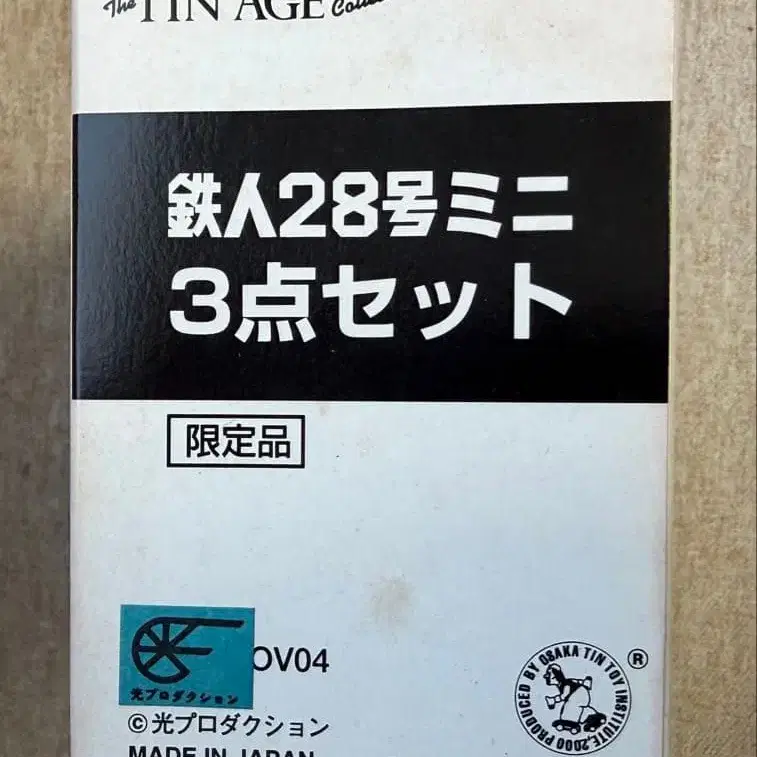 The TIN AGE
鉄人28号ミニ
3点セット
限定品
光プロダクション
OV04
©光プロダクション
MADE IN JAPAN
PRODUCED BY OSAKA TIN TOY INSTITUTE, 2000
®